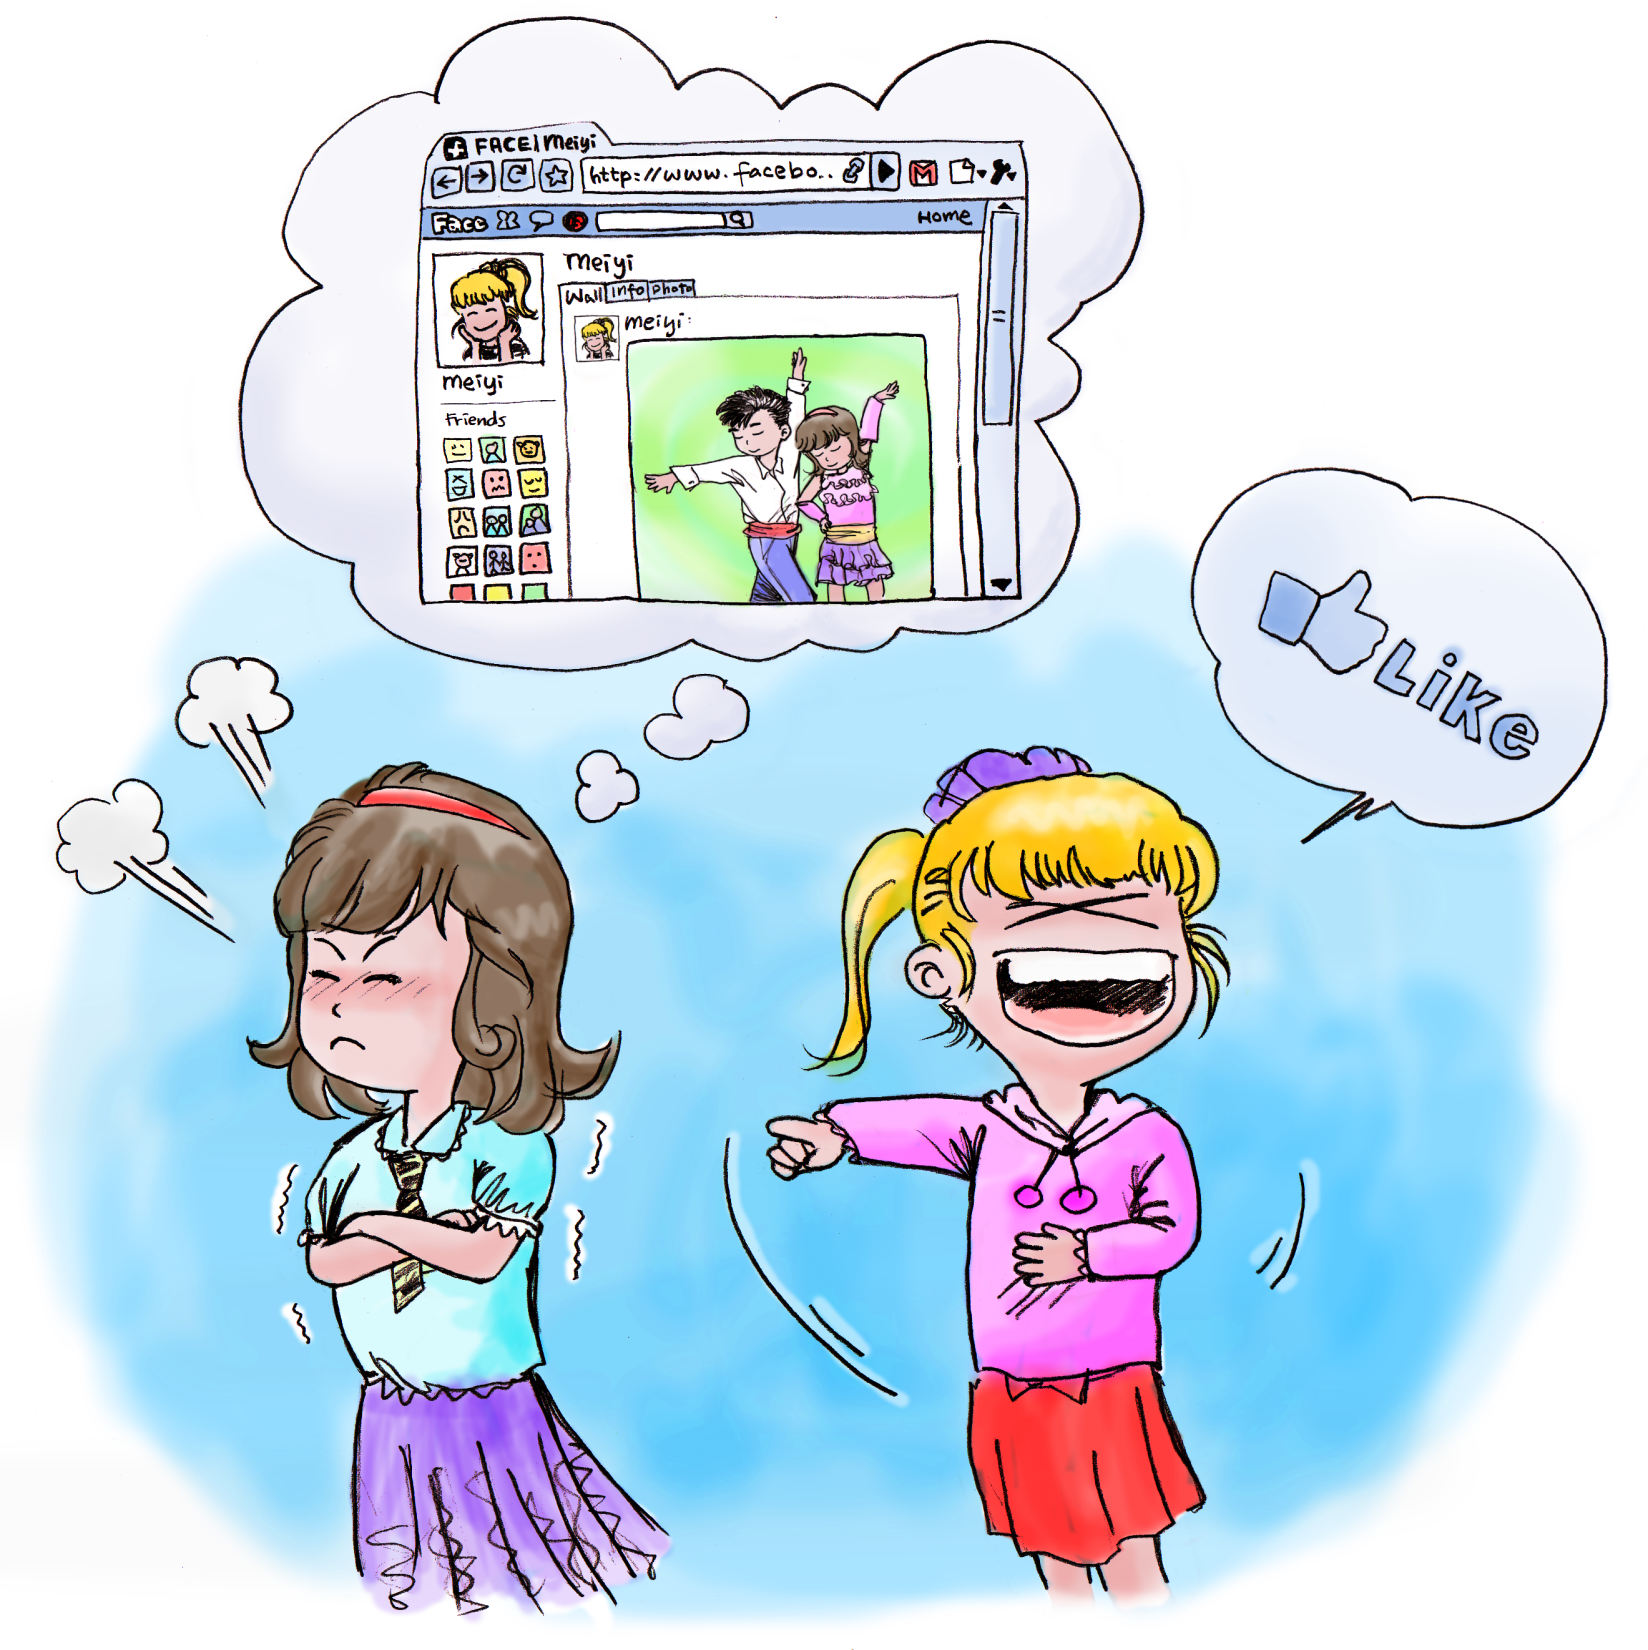 FACE | Meiyi
http://www.facebo..
Face
Home
Meiyi
Wall Info Photo
meiyi:
meiyi
Friends
Like